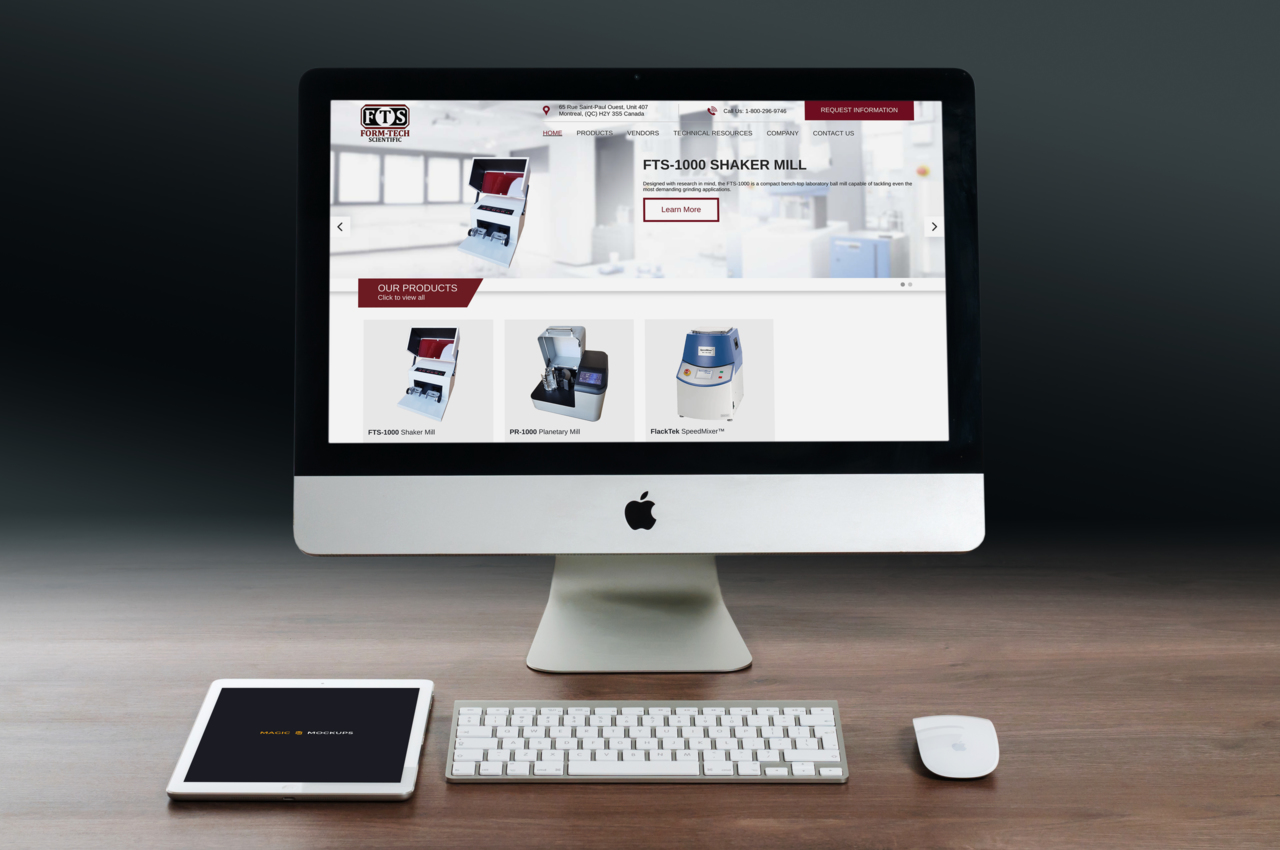 FTS
FORM-TECH
SCIENTIFIC
65 Rue Saint-Paul Ouest, Unit 407
Montreal, (QC) H2Y 3S5 Canada
Call Us: 1-800-296-9746
REQUEST INFORMATION
HOME PRODUCTS VENDORS TECHNICAL RESOURCES COMPANY CONTACT US
FTS-1000 SHAKER MILL
Designed with research in mind, the FTS-1000 is a compact bench-top laboratory ball mill capable of tackling even the
most demanding grinding applications.
Learn More
OUR PRODUCTS
Click to view all
FTS-1000 Shaker Mill
PR-1000 Planetary Mill
FlackTek SpeedMixer™
MAGIC MOCKUPS